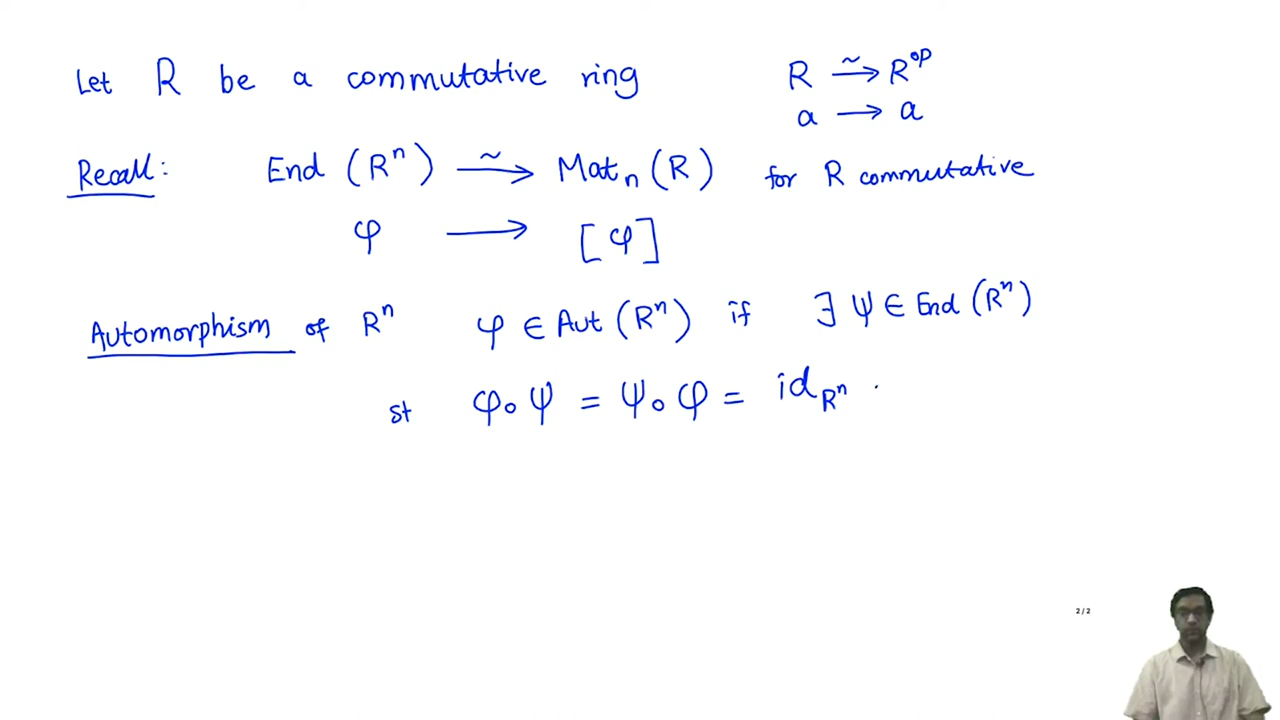 Let R be a commutative ring
R ⥲ R^op
a ⟶ a
Recall: End (R^n) ⥲ Mat_n (R) for R commutative
φ ⟶ [φ]
Automorphism of R^n φ ∈ Aut (R^n) if ∃ ψ ∈ End (R^n)
st φ∘ψ = ψ∘φ = id_{R^n} .
2/2